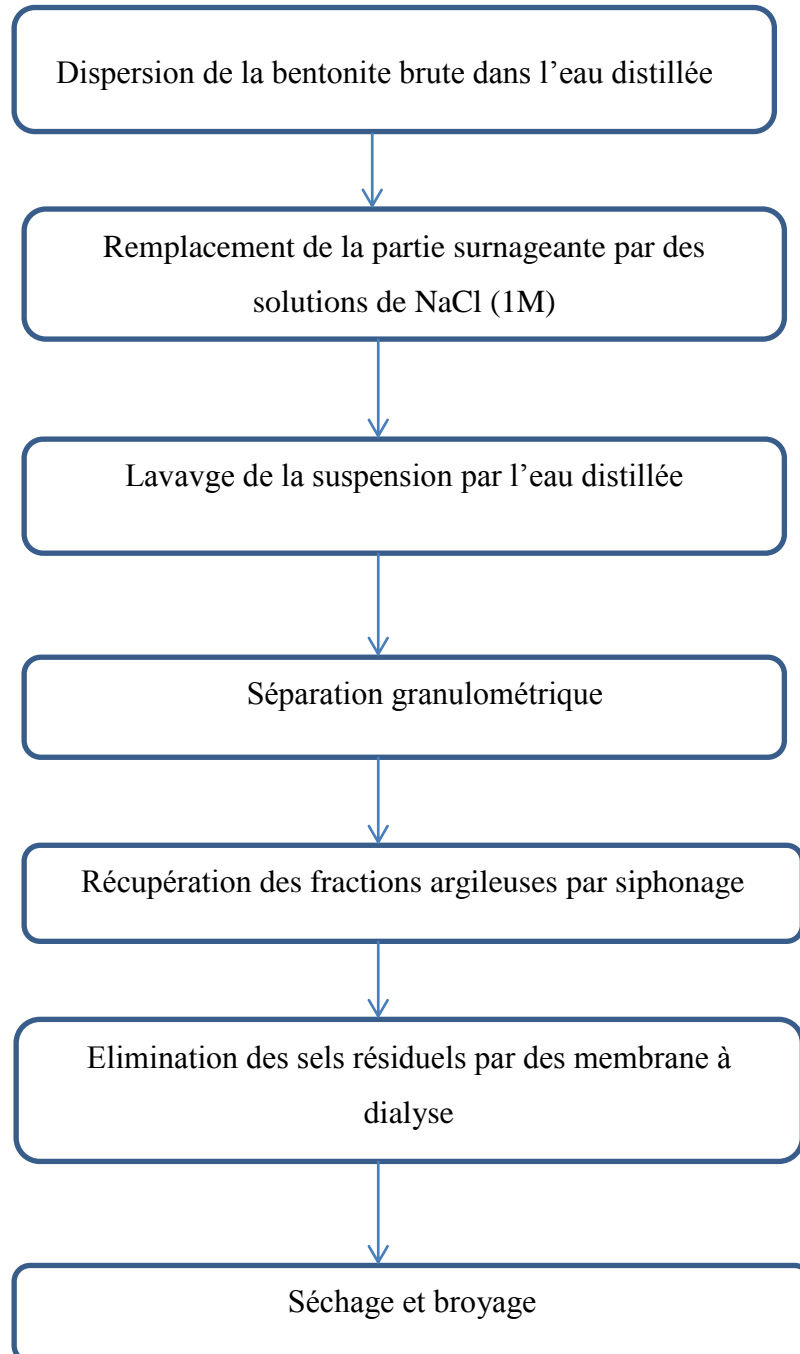 Dispersion de la bentonite brute dans l’eau distillée
Remplacement de la partie surnageante par des
solutions de NaCl (1M)
Lavavge de la suspension par l’eau distillée
Séparation granulométrique
Récupération des fractions argileuses par siphonage
Elimination des sels résiduels par des membrane à
dialyse
Séchage et broyage